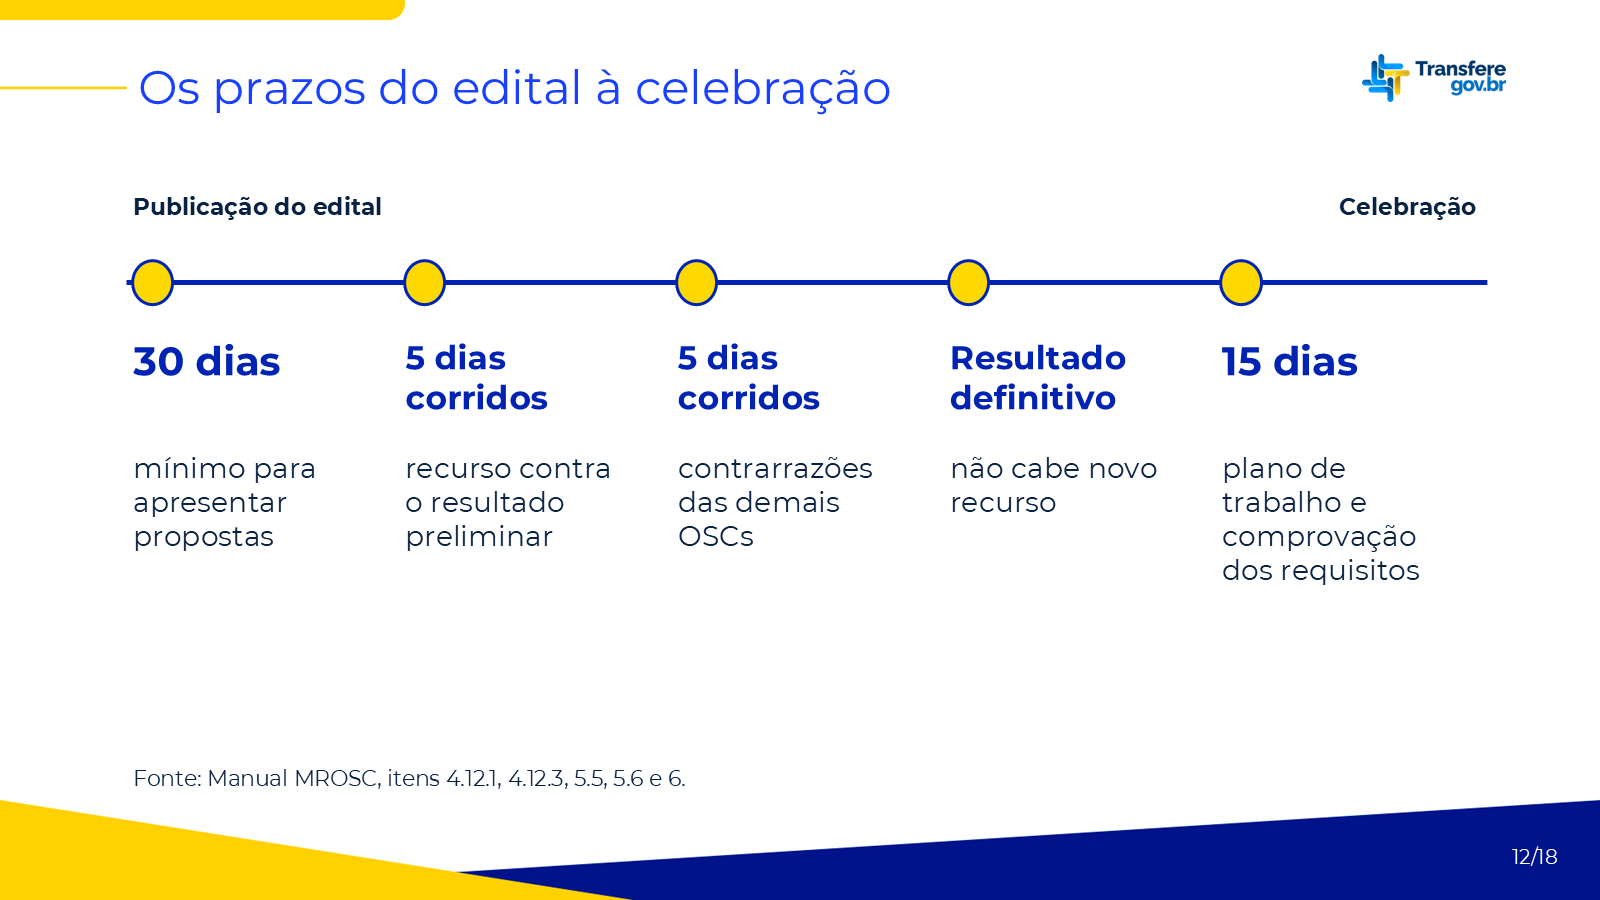 Os prazos do edital à celebração
Transfere
gov.br
Publicação do edital
Celebração
30 dias
mínimo para
apresentar
propostas
5 dias
corridos
recurso contra
o resultado
preliminar
5 dias
corridos
contrarrazões
das demais
OSCs
Resultado
definitivo
não cabe novo
recurso
15 dias
plano de
trabalho e
comprovação
dos requisitos
Fonte: Manual MROSC, itens 4.12.1, 4.12.3, 5.5, 5.6 e 6.
12/18